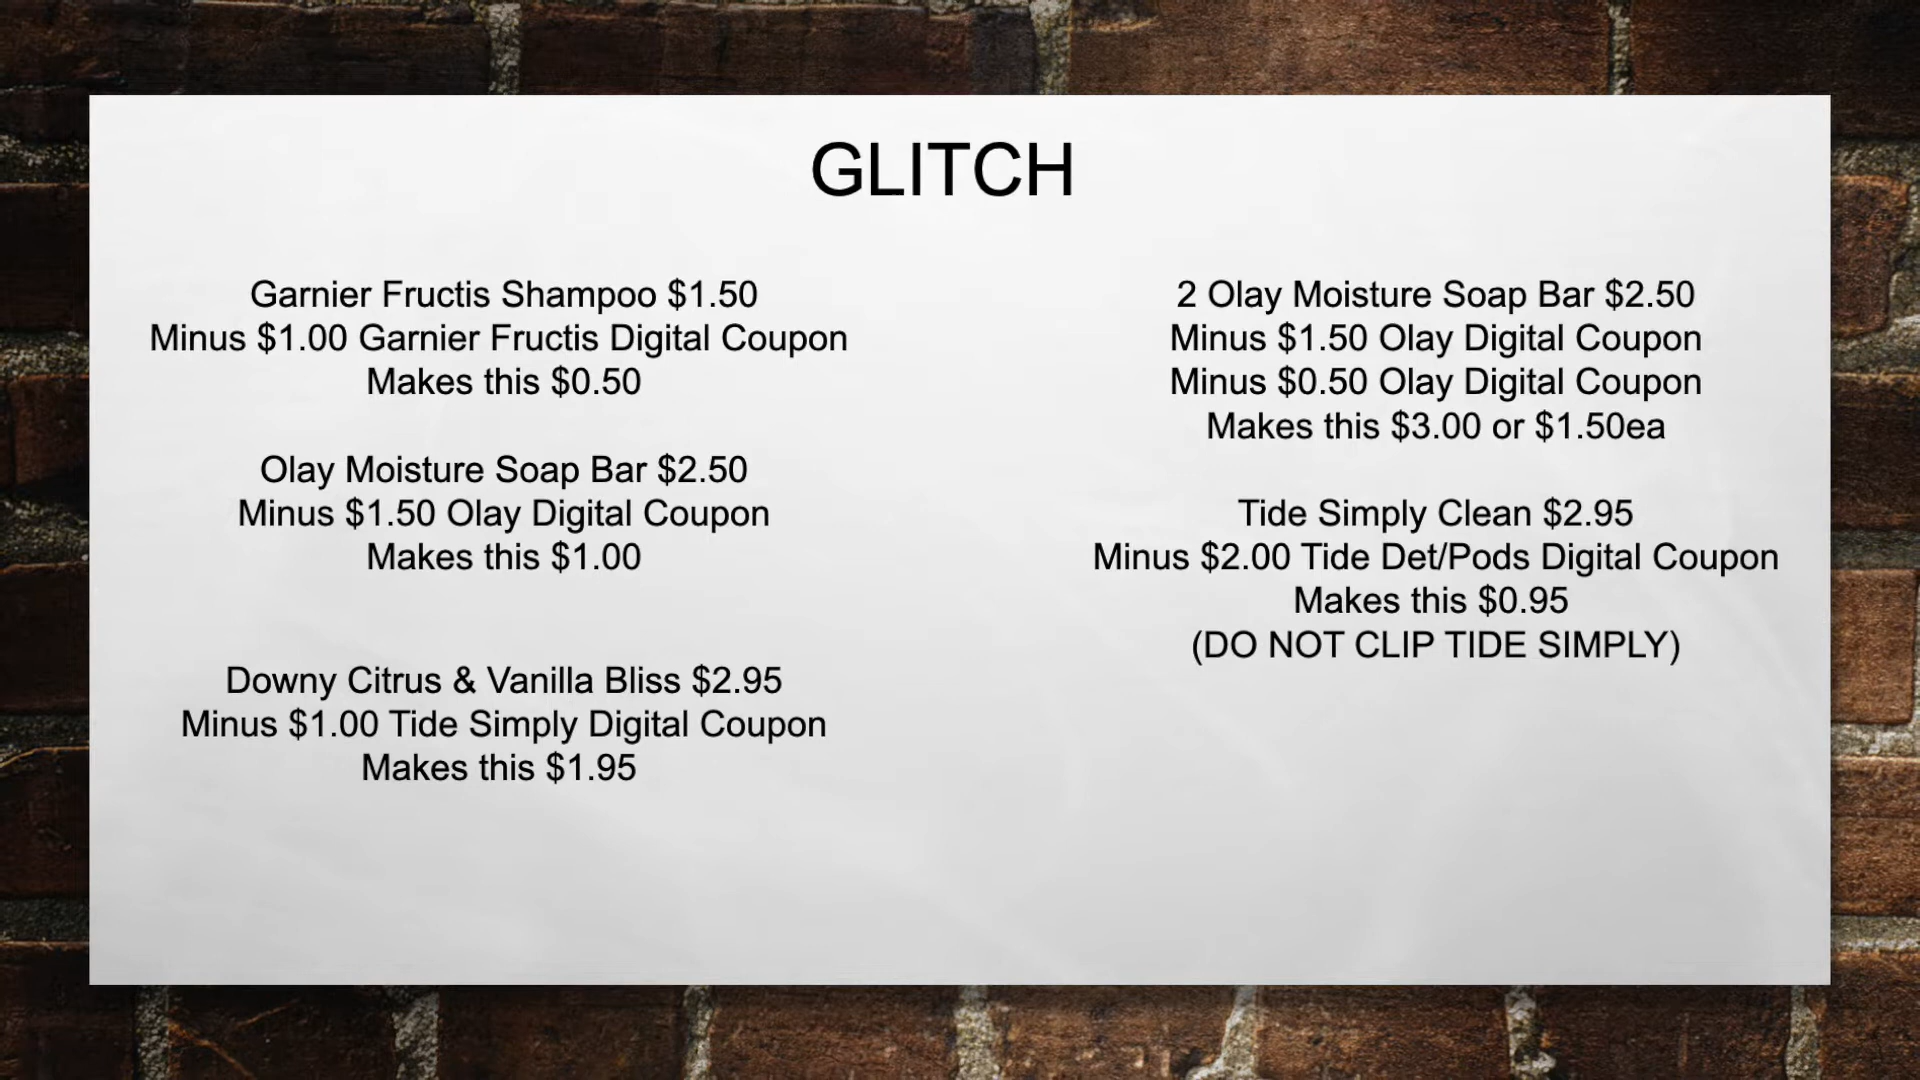 GLITCH
Garnier Fructis Shampoo $1.50
Minus $1.00 Garnier Fructis Digital Coupon
Makes this $0.50
Olay Moisture Soap Bar $2.50
Minus $1.50 Olay Digital Coupon
Makes this $1.00
Downy Citrus & Vanilla Bliss $2.95
Minus $1.00 Tide Simply Digital Coupon
Makes this $1.95
2 Olay Moisture Soap Bar $2.50
Minus $1.50 Olay Digital Coupon
Minus $0.50 Olay Digital Coupon
Makes this $3.00 or $1.50ea
Tide Simply Clean $2.95
Minus $2.00 Tide Det/Pods Digital Coupon
Makes this $0.95
(DO NOT CLIP TIDE SIMPLY)